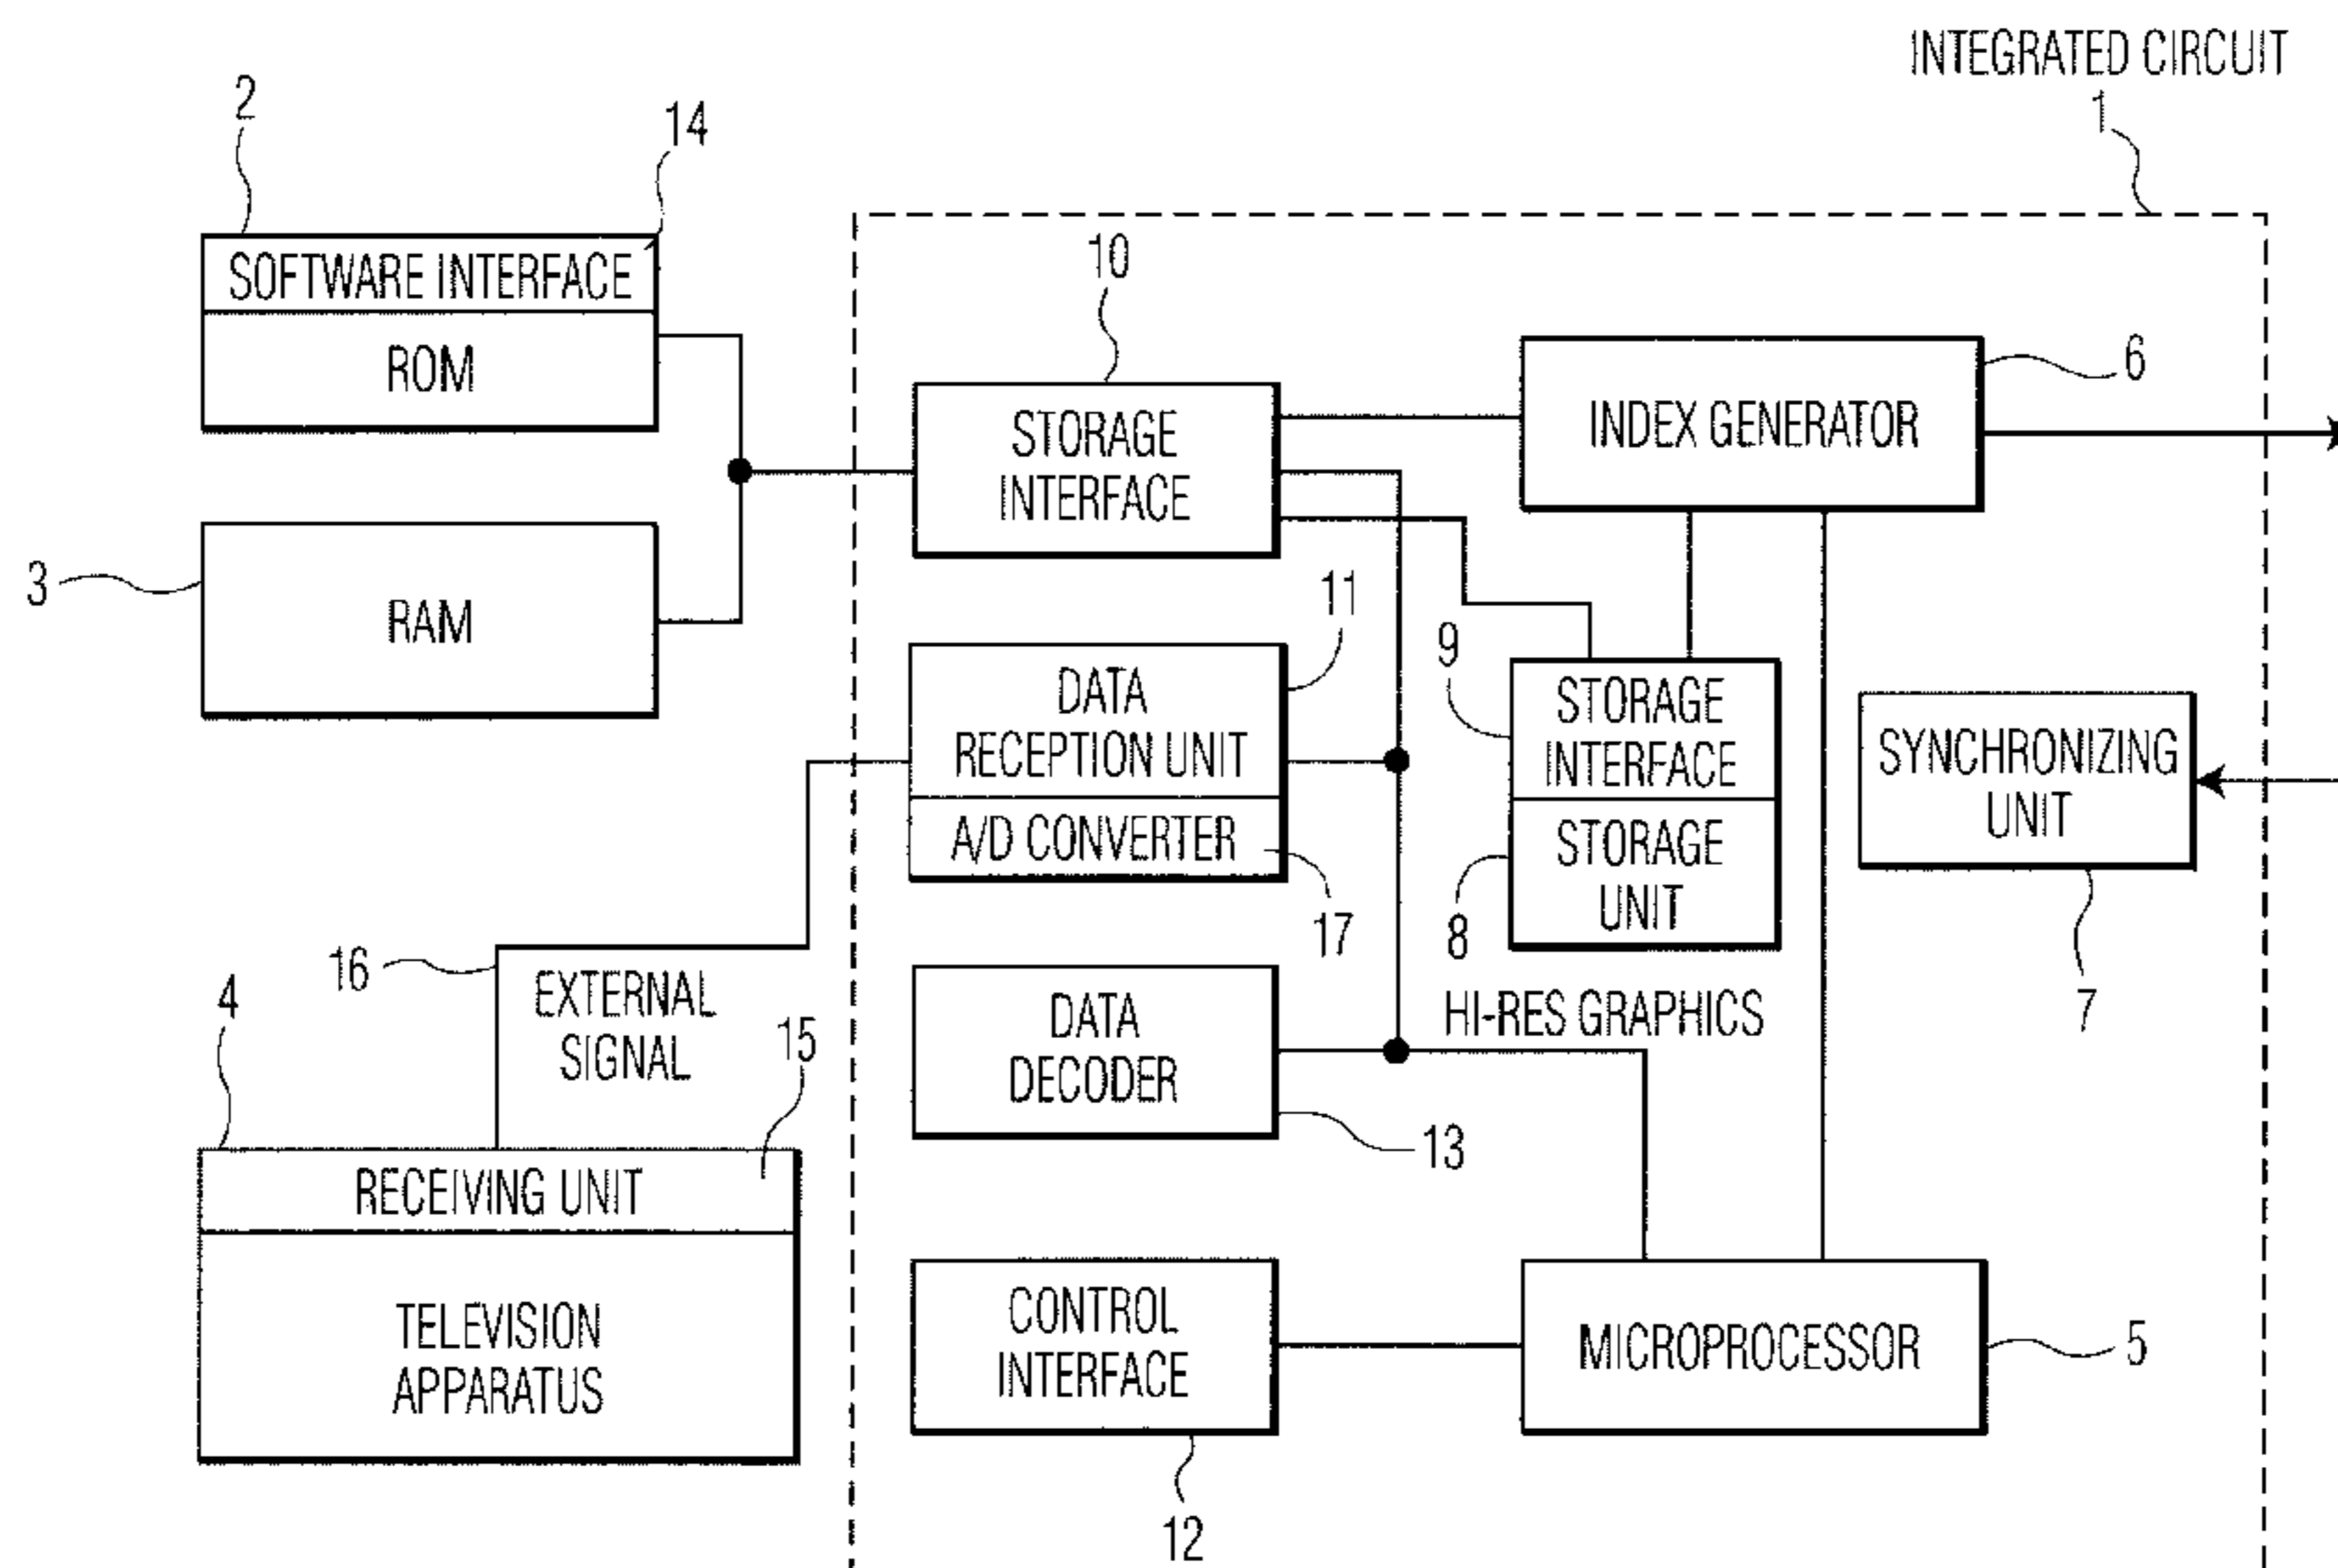 INTEGRATED CIRCUIT
1
2
14
SOFTWARE INTERFACE
ROM
10
STORAGE
INTERFACE
INDEX GENERATOR
6
3
RAM
11
DATA
RECEPTION UNIT
A/D CONVERTER
17
9
STORAGE
INTERFACE
8
STORAGE
UNIT
SYNCHRONIZING
UNIT
7
16
EXTERNAL
SIGNAL
4
15
RECEIVING UNIT
TELEVISION
APPARATUS
DATA
DECODER
13
HI-RES GRAPHICS
CONTROL
INTERFACE
12
MICROPROCESSOR
5